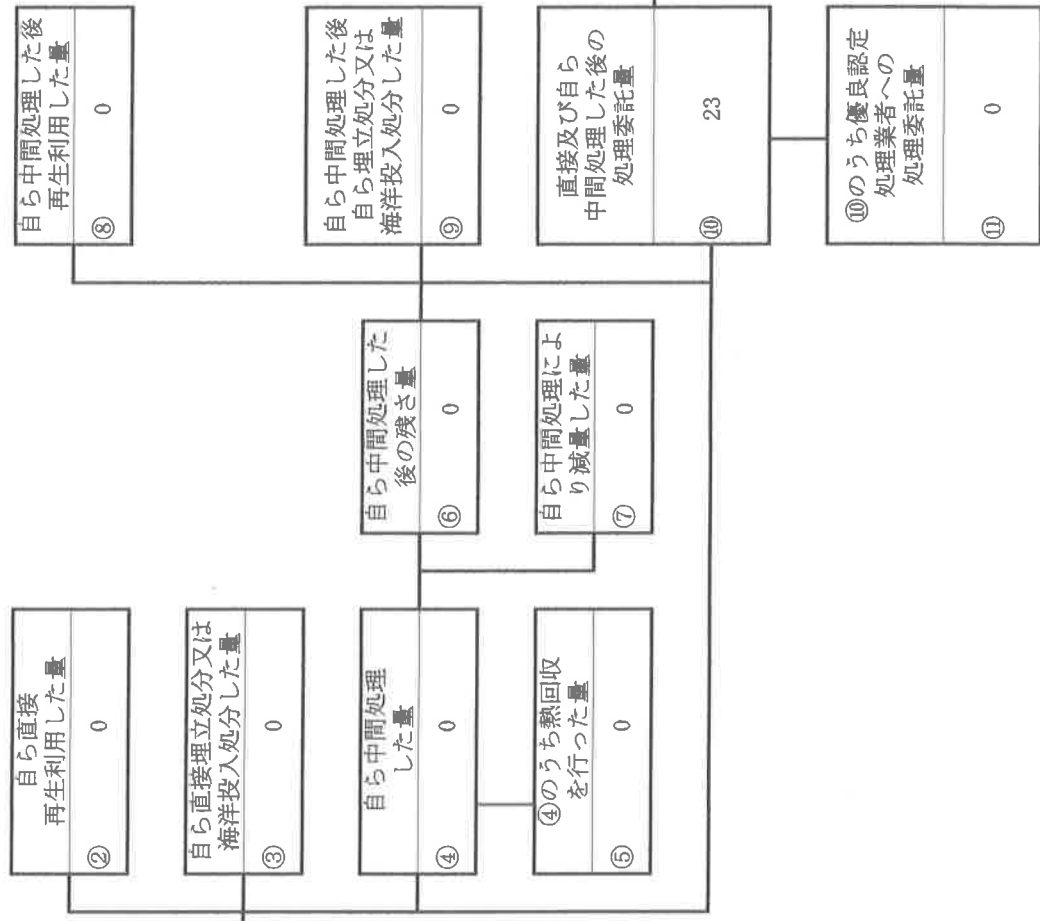 自ら直接
再生利用した量
②
0
自ら直接埋立処分又は
海洋投入処分した量
③
0
自ら中間処理
した量
④
0
④のうち熱回収
を行った量
⑤
0
自ら中間処理した
後の残さ量
⑥
0
自ら中間処理によ
り減量した量
⑦
0
自ら中間処理した後
再生利用した量
⑧
0
自ら中間処理した後
自ら埋立処分又は
海洋投入処分した量
⑨
0
直接及び自ら
中間処理した後の
処理委託量
⑩
23
⑩のうち優良認定
処理業者への
処理委託量
⑪
0